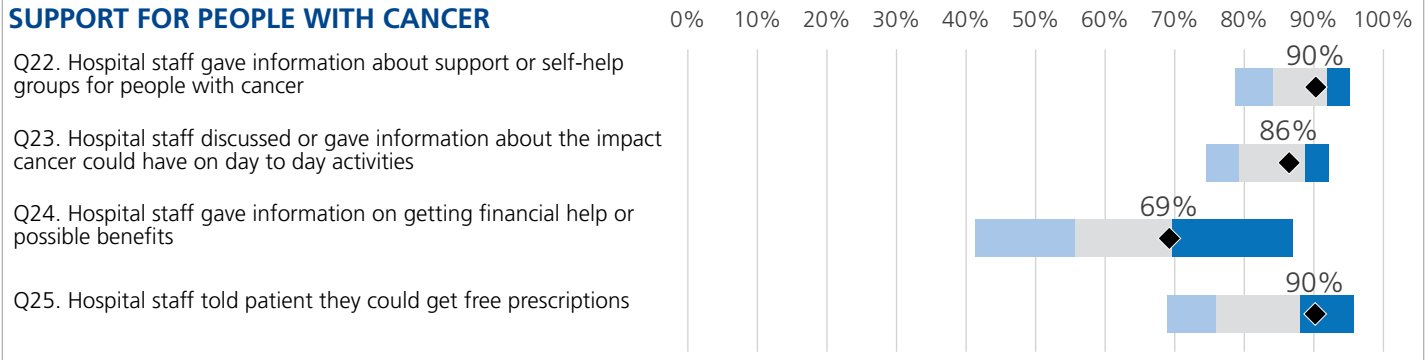 SUPPORT FOR PEOPLE WITH CANCER
0% 10% 20% 30% 40% 50% 60% 70% 80% 90% 100%
Q22. Hospital staff gave information about support or self-help
groups for people with cancer
90%
Q23. Hospital staff discussed or gave information about the impact
cancer could have on day to day activities
86%
Q24. Hospital staff gave information on getting financial help or
possible benefits
69%
Q25. Hospital staff told patient they could get free prescriptions
90%